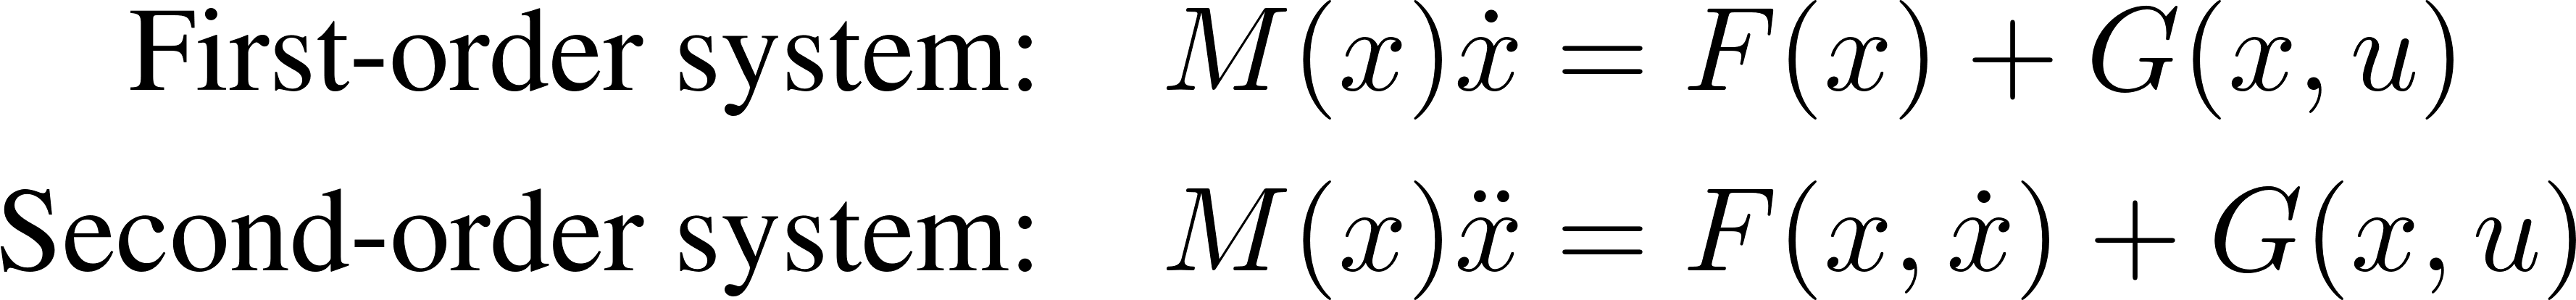 First-order system: M(x)ẋ = F(x) + G(x, u)
Second-order system: M(x)ẍ = F(x, ẋ) + G(x, u)